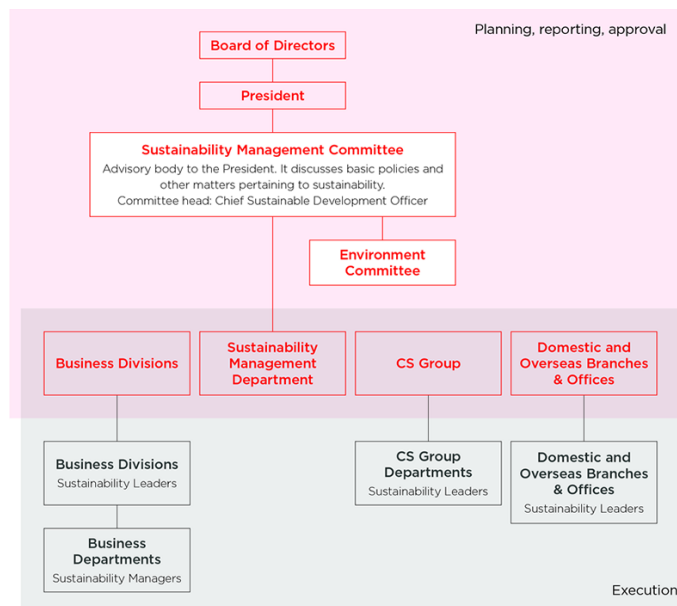 Planning, reporting, approval
Board of Directors
President
Sustainability Management Committee
Advisory body to the President. It discusses basic policies and
other matters pertaining to sustainability.
Committee head: Chief Sustainable Development Officer
Environment
Committee
Business Divisions
Sustainability
Management
Department
CS Group
Domestic and
Overseas Branches
& Offices
Business Divisions
Sustainability Leaders
CS Group
Departments
Sustainability Leaders
Domestic and
Overseas Branches
& Offices
Sustainability Leaders
Business
Departments
Sustainability Managers
Execution